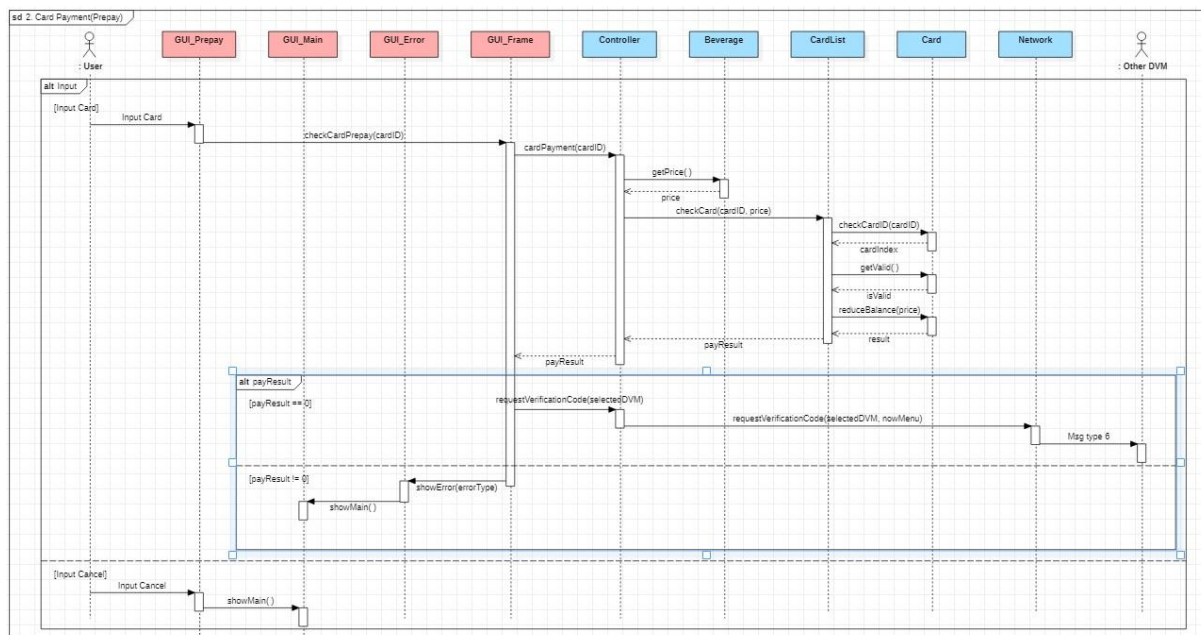 sd 2. Card Payment(Prepay)
GUI_Prepay
GUI_Main
GUI_Error
GUI_Frame
Controller
Beverage
CardList
Card
Network
: User
: Other DVM
alt Input
[Input Card]
Input Card
checkCardPrepay(cardID)
cardPayment(cardID)
getPrice( )
price
checkCard(cardID, price)
checkCardID(cardID)
cardIndex
getValid( )
isValid
reduceBalance(price)
result
payResult
payResult
alt payResult
[payResult == 0]
requestVerificationCode(selectedDVM)
requestVerificationCode(selectedDVM, nowMenu)
Msg type 6
[payResult != 0]
showError(errorType)
showMain( )
[Input Cancel]
Input Cancel
showMain( )